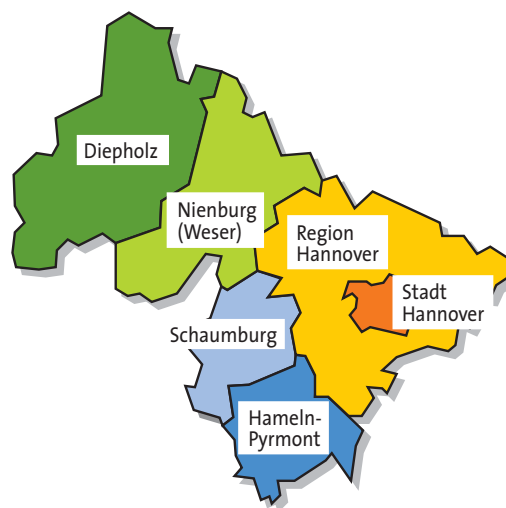 Diepholz
Nienburg
(Weser)
Region
Hannover
Stadt
Hannover
Schaumburg
Hameln-
Pyrmont